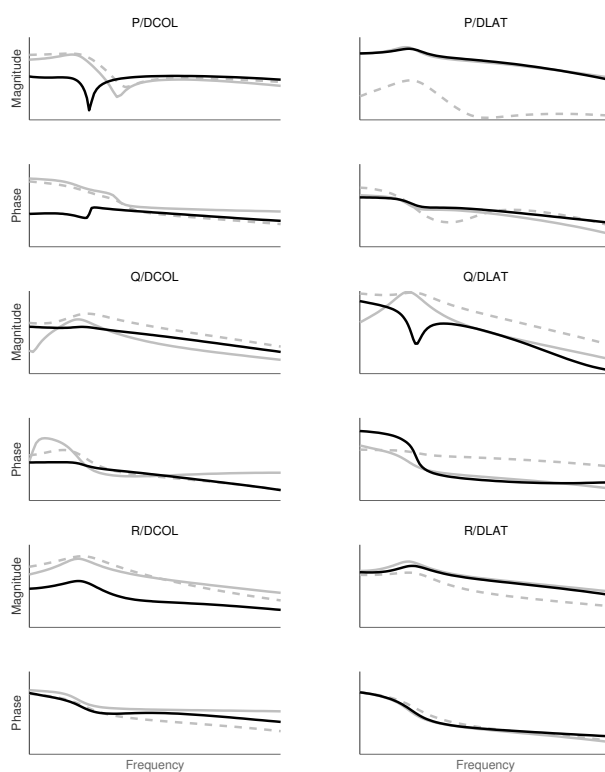 P/DCOL
P/DLAT
Magnitude
Phase
Q/DCOL
Q/DLAT
Magnitude
Phase
R/DCOL
R/DLAT
Magnitude
Phase
Frequency
Frequency